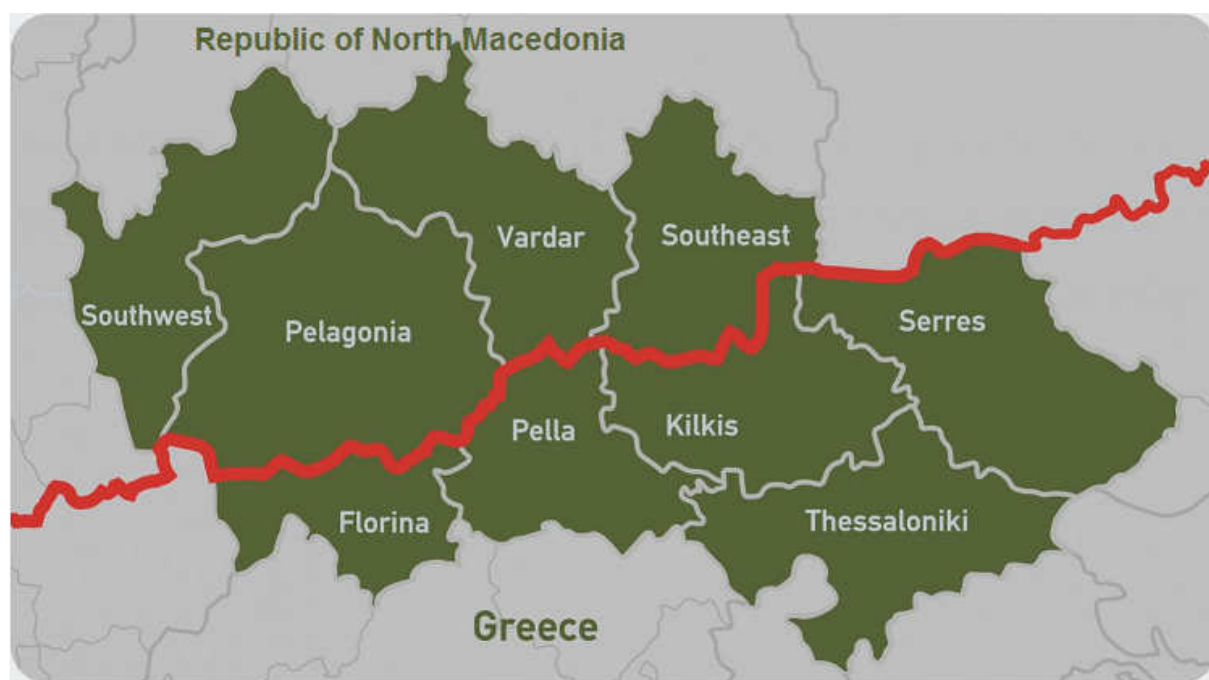 Republic of North Macedonia
Vardar
Southeast
Southwest
Pelagonia
Serres
Pella
Kilkis
Florina
Thessaloniki
Greece